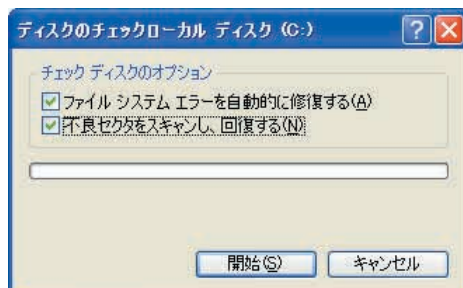 ディスクのチェックローカル ディスク (C:)
チェック ディスクのオプション
ファイル システム エラーを自動的に修復する(A)
不良セクタをスキャンし、回復する(N)
開始(S)
キャンセル